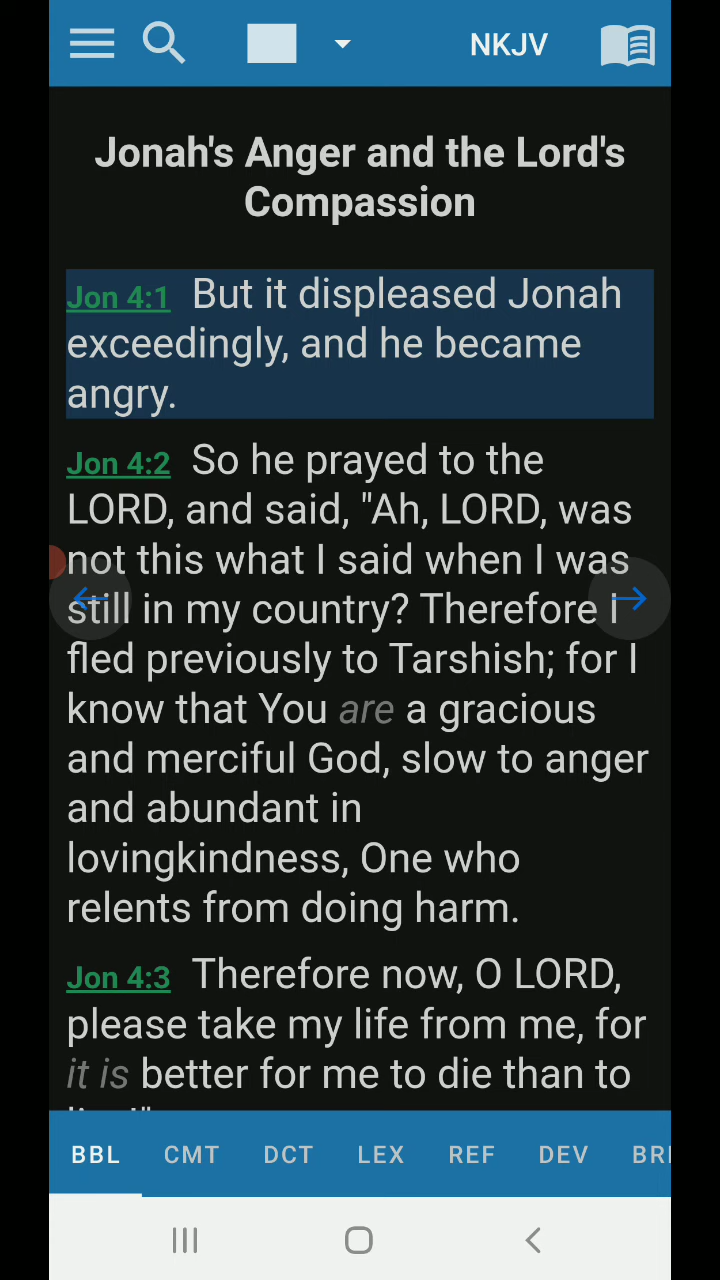 NKJV
Jonah's Anger and the Lord's
Compassion
Jon 4:1 But it displeased Jonah
exceedingly, and he became
angry.
Jon 4:2 So he prayed to the
LORD, and said, "Ah, LORD, was
not this what I said when I was
still in my country? Therefore I
fled previously to Tarshish; for I
know that You are a gracious
and merciful God, slow to anger
and abundant in
lovingkindness, One who
relents from doing harm.
Jon 4:3 Therefore now, O LORD,
please take my life from me, for
it is better for me to die than to
BBL CMT DCT LEX REF DEV